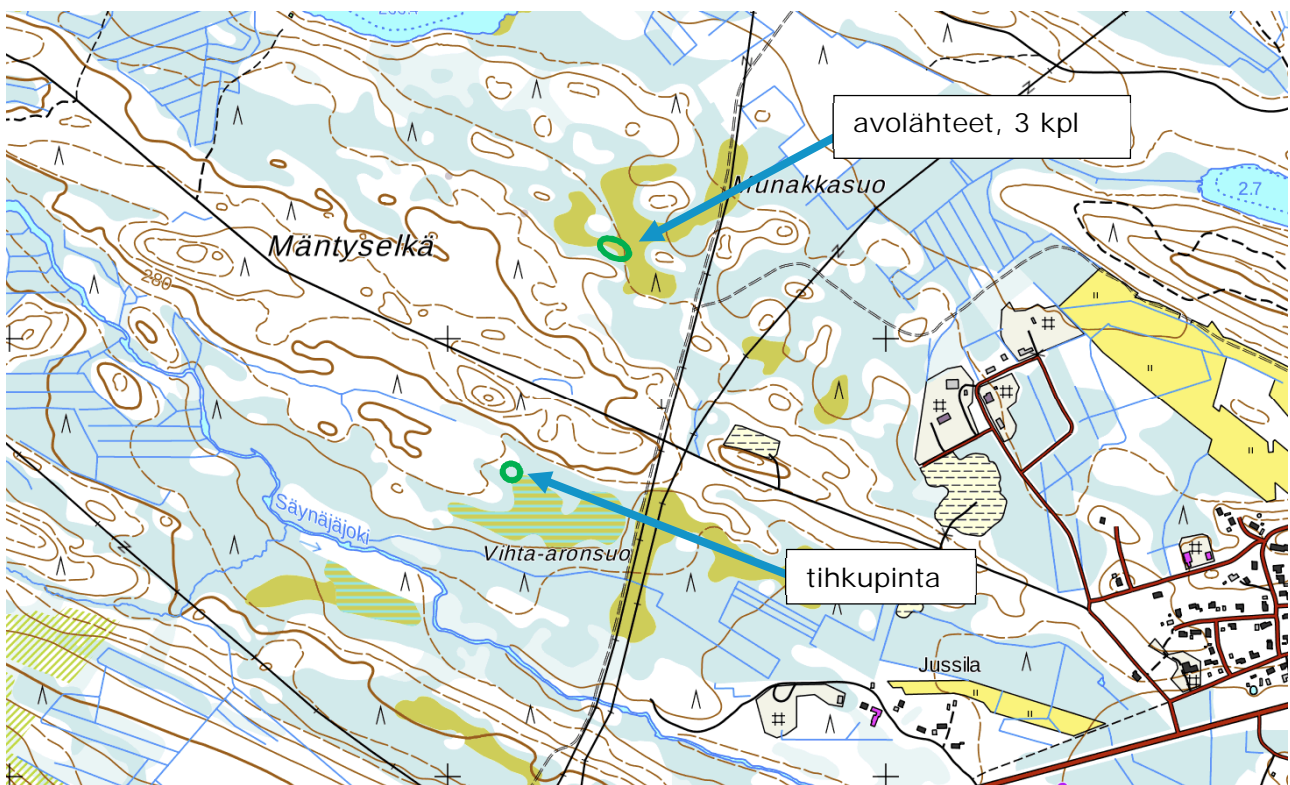 avolähteet, 3 kpl
Munakkasuo
2.7
Mäntyselkä
280
Säynäjäjoki
Vihta-aronsuo
tihkupinta
Jussila